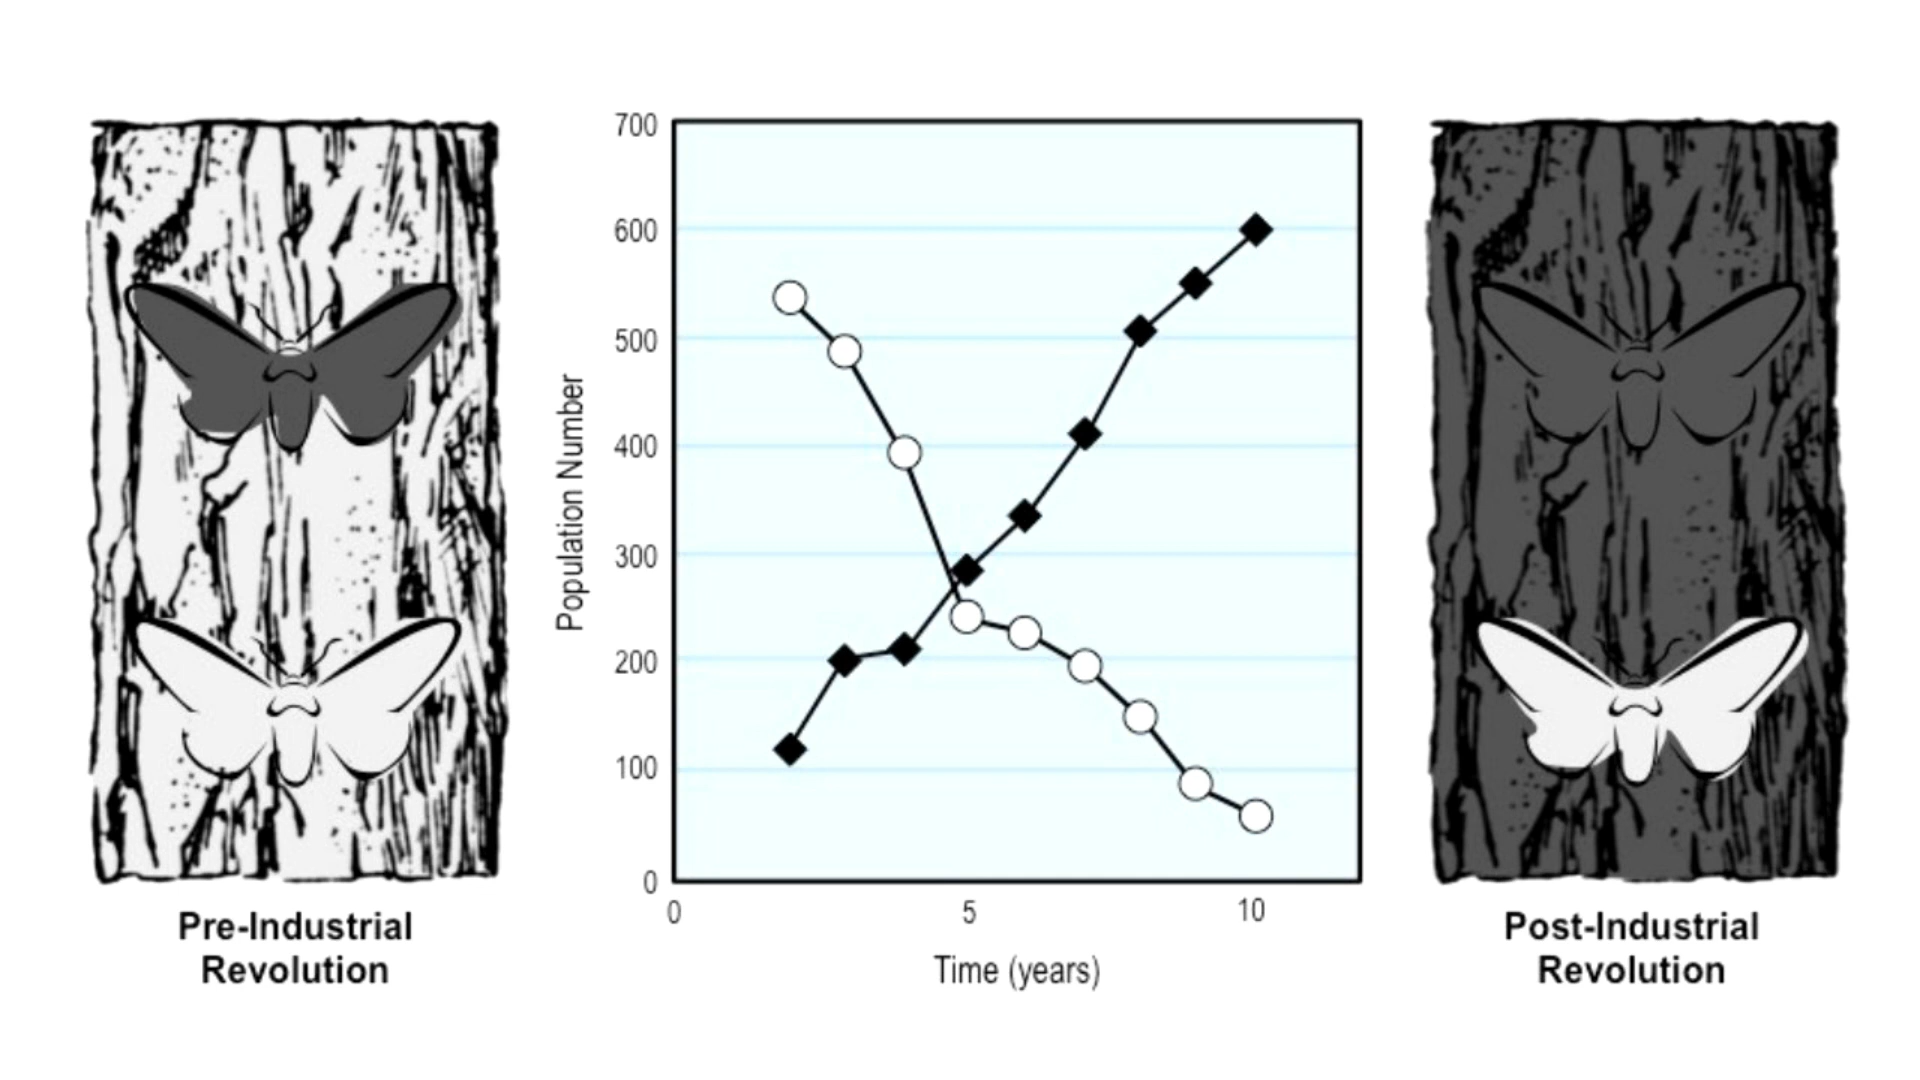 700
600
500
400
300
200
100
0
Population Number
0 5 10
Time (years)
Pre-Industrial
Revolution
Post-Industrial
Revolution